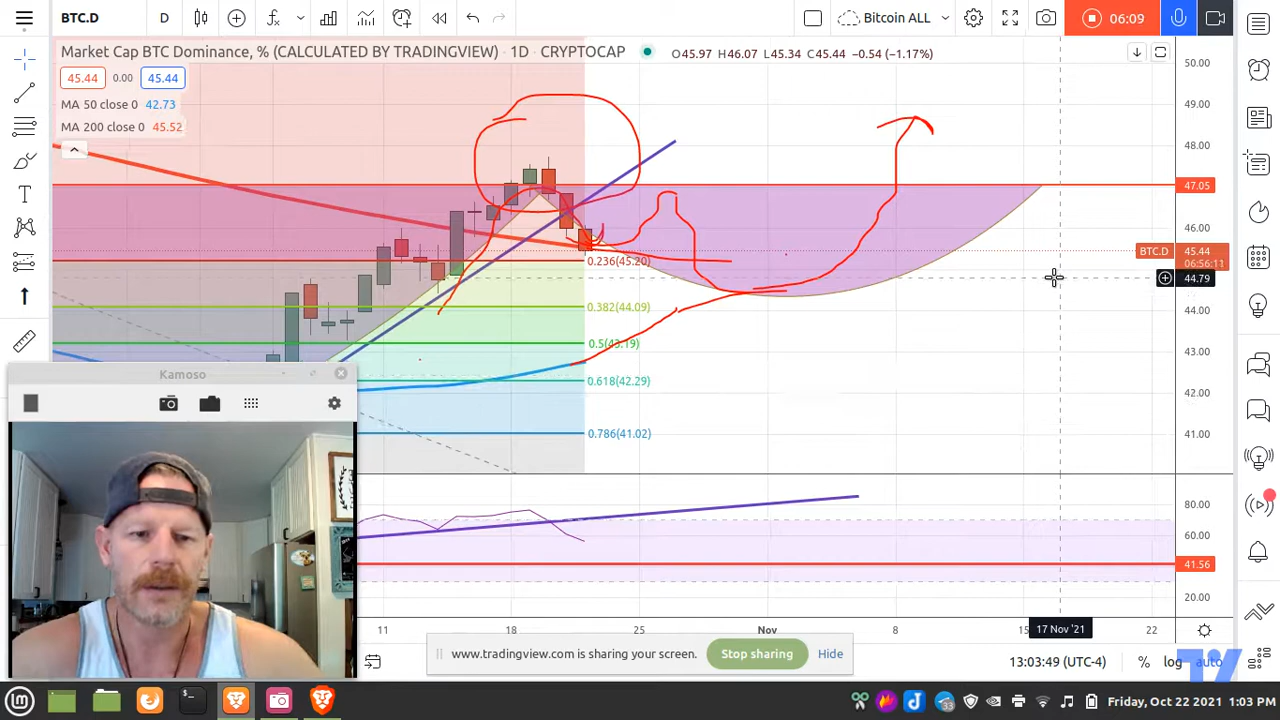 BTC.D D Bitcoin ALL 06:09
Market Cap BTC Dominance, % (CALCULATED BY TRADINGVIEW) · 1D · CRYPTOCAP O45.97 H46.07 L45.34 C45.44 −0.54 (−1.17%)
45.44 0.00 45.44
MA 50 close 0 42.73
MA 200 close 0 45.52
50.00
49.00
48.00
47.05
46.00
BTC.D 45.44
06:56:11
44.79
44.00
43.00
42.00
41.00
0.236(45.20)
0.382(44.09)
0.5(43.19)
0.618(42.29)
0.786(41.02)
Kamoso
80.00
60.00
41.56
20.00
11 18 25 Nov 8 15 17 Nov '21 22
www.tradingview.com is sharing your screen. Stop sharing Hide
13:03:49 (UTC-4) % log auto
33 Friday, Oct 22 2021, 1:03 PM